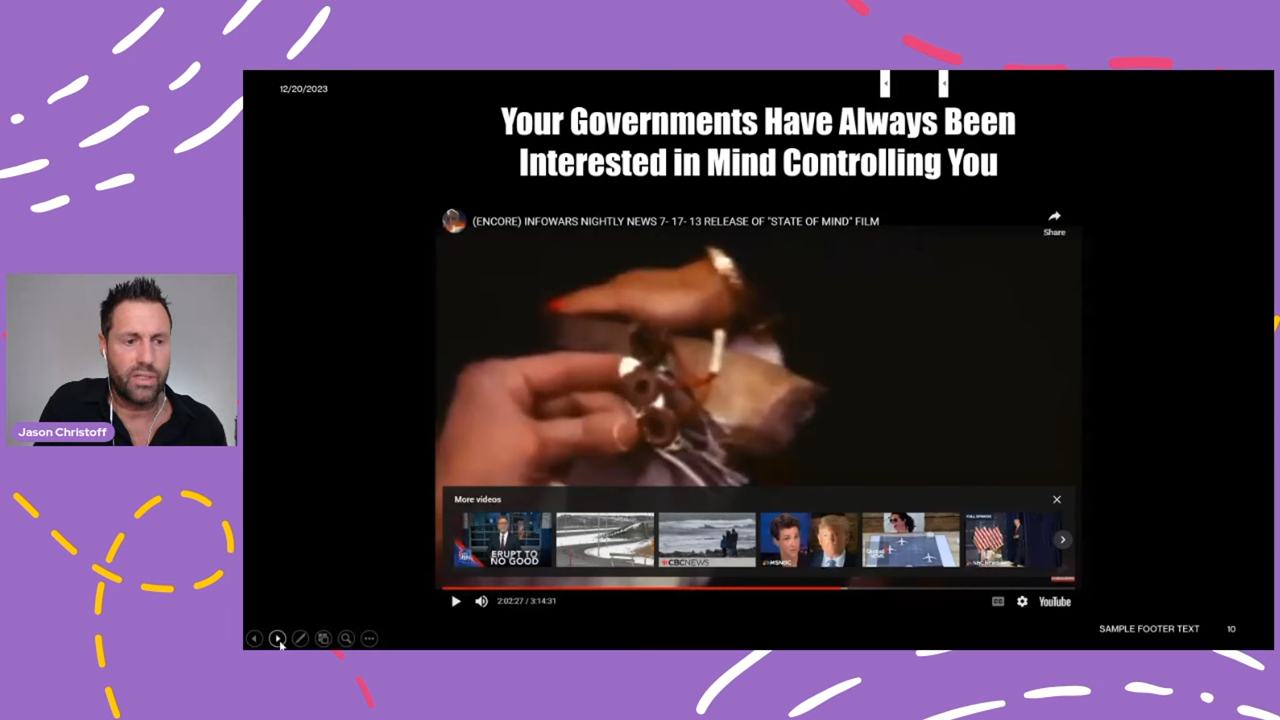 12/20/2023
Your Governments Have Always Been
Interested in Mind Controlling You
(ENCORE) INFOWARS NIGHTLY NEWS 7- 17- 13 RELEASE OF "STATE OF MIND" FILM
Share
Jason Christoff
More videos
ERUPT TO
NO GOOD
CBCNEWS
MSNBC
2:02:27 / 3:14:31
CC
YouTube
SAMPLE FOOTER TEXT
10